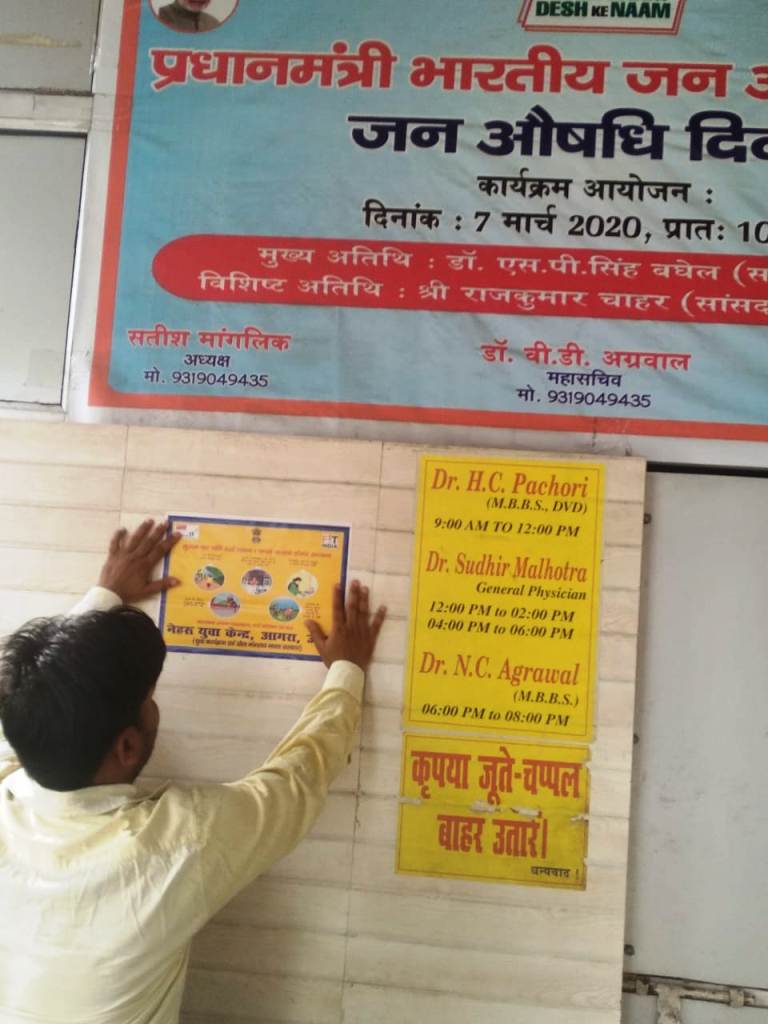 DESH KE NAAM
प्रधानमंत्री भारतीय जन
जन औषधि
कार्यक्रम आयोजन :
दिनांक : 7 मार्च 2020, प्रातः 10
मुख्य अतिथि : डॉ. एस.पी.सिंह वघेल
विशिष्ट अतिथि : श्री राजकुमार चाहर (सांसद
सतीश मांगलिक
अध्यक्ष
मो. 9319049435
डॉ. वी.डी. अग्रवाल
महासचिव
मो. 9319049435
Dr. H.C. Pachori
(M.B.B.S., DVD)
9:00 AM TO 12:00 PM
Dr. Sudhir Malhotra
General Physician
12:00 PM to 02:00 PM
04:00 PM to 06:00 PM
Dr. N.C. Agrawal
(M.B.B.S.)
06:00 PM to 08:00 PM
INDIA
नेहरू युवा केन्द्र, आगरा,
कृपया जूते-चप्पल
बाहर उतारें।
धन्यवाद !